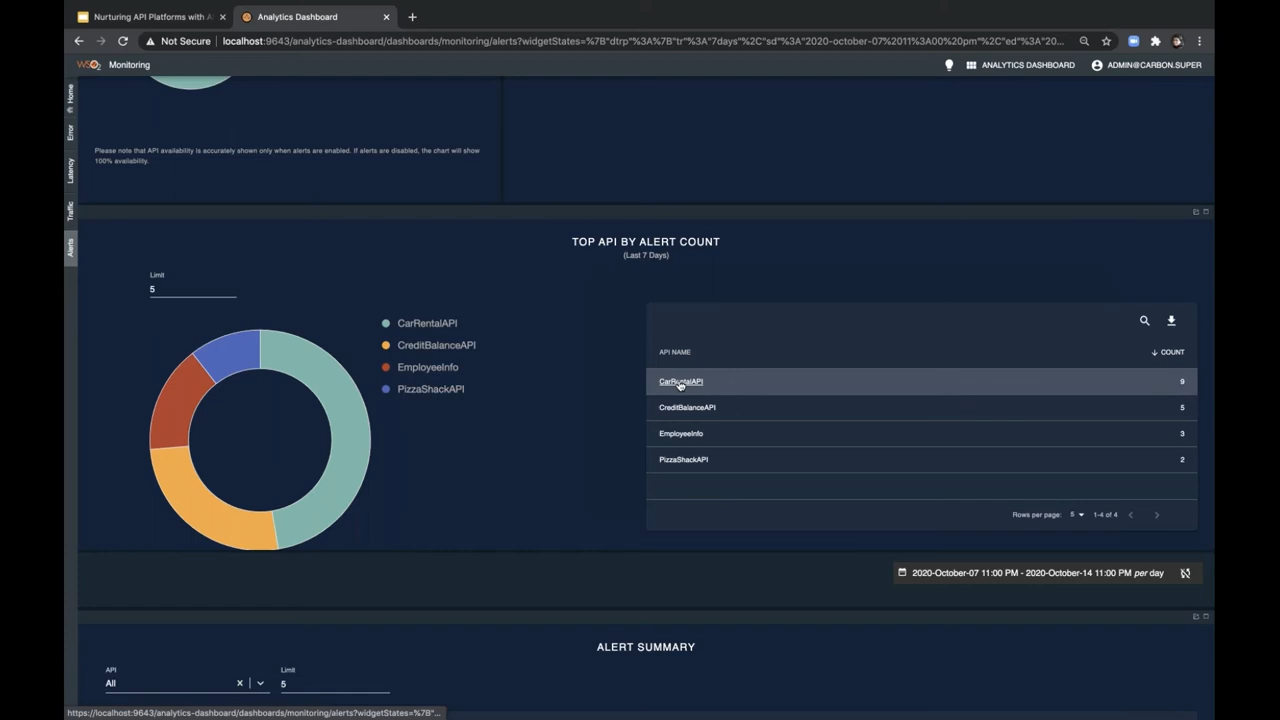 Nurturing API Platforms with A
Analytics Dashboard
Not Secure
localhost:9643/analytics-dashboard/dashboards/monitoring/alerts?widgetStates=%7B"dtrp"%3A%7B"tr"%3A"7days"%2C"sd"%3A"2020-october-07%2011%3A00%20pm"%2C"ed"%3A"2020-october-14%2011%3A00%20...
WSO2 Monitoring
ANALYTICS DASHBOARD
ADMIN@CARBON.SUPER
Home
Error
Latency
Traffic
Alerts
Please note that API availability is accurately shown only when alerts are enabled. If alerts are disabled, the chart will show
100% availability.
TOP API BY ALERT COUNT
(Last 7 Days)
Limit
5
CarRentalAPI
CreditBalanceAPI
EmployeeInfo
PizzaShackAPI
API NAME COUNT
CarRentalAPI 9
CreditBalanceAPI 5
EmployeeInfo 3
PizzaShackAPI 2
Rows per page: 5 1-4 of 4
2020-October-07 11:00 PM - 2020-October-14 11:00 PM per day
ALERT SUMMARY
API
All
Limit
5
https://localhost:9643/analytics-dashboard/dashboards/monitoring/alerts?widgetStates=%7B"...